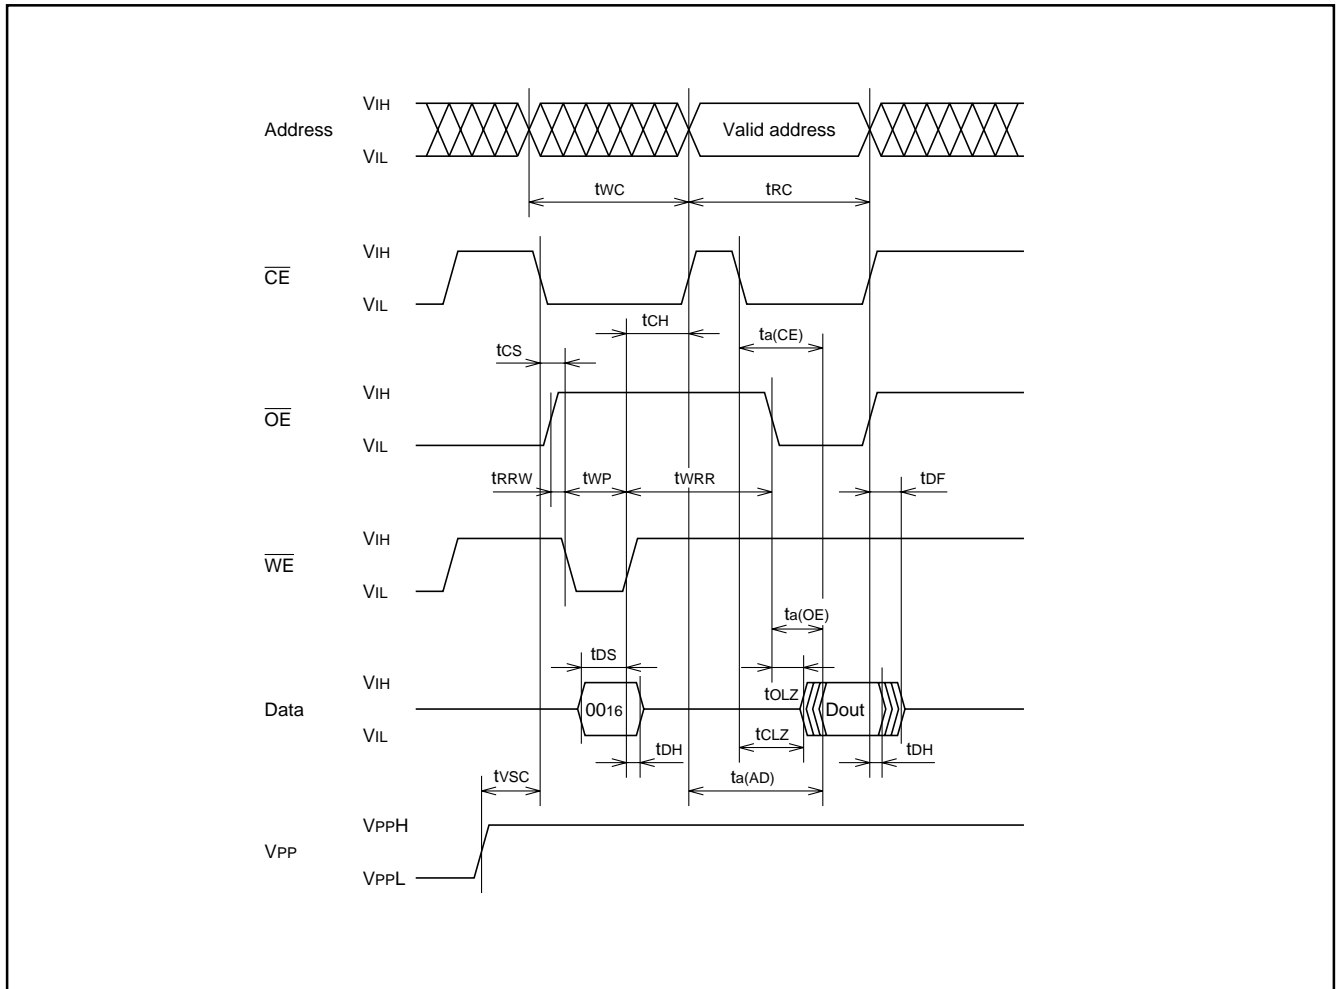 VIH
Address
Valid address
VIL
tWC
tRC
VIH
CE
VIL
tCH
ta(CE)
tCS
VIH
OE
VIL
tRRW
tWP
tWRR
tDF
VIH
WE
VIL
ta(OE)
tDS
VIH
tOLZ
Data
0016
Dout
VIL
tCLZ
tDH
tDH
tVSC
ta(AD)
VPPH
VPP
VPPL